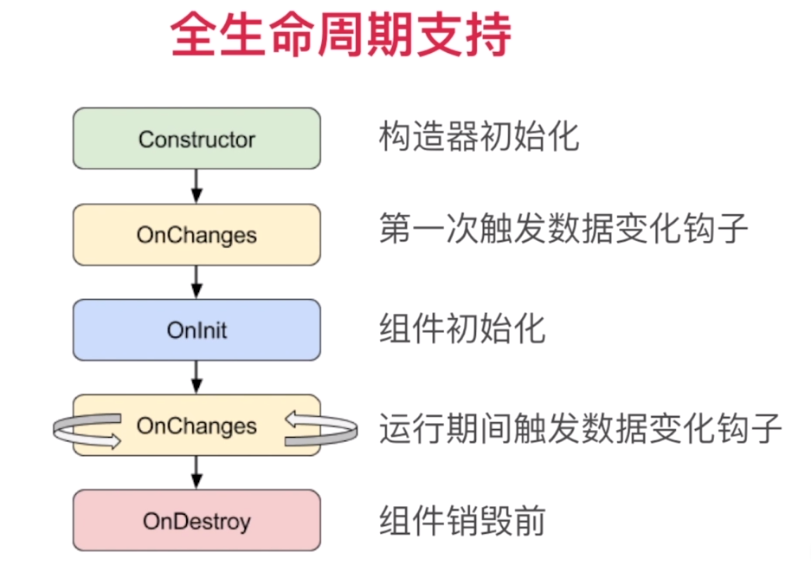 全生命周期支持
Constructor 构造器初始化
OnChanges 第一次触发数据变化钩子
OnInit 组件初始化
OnChanges 运行期间触发数据变化钩子
OnDestroy 组件销毁前